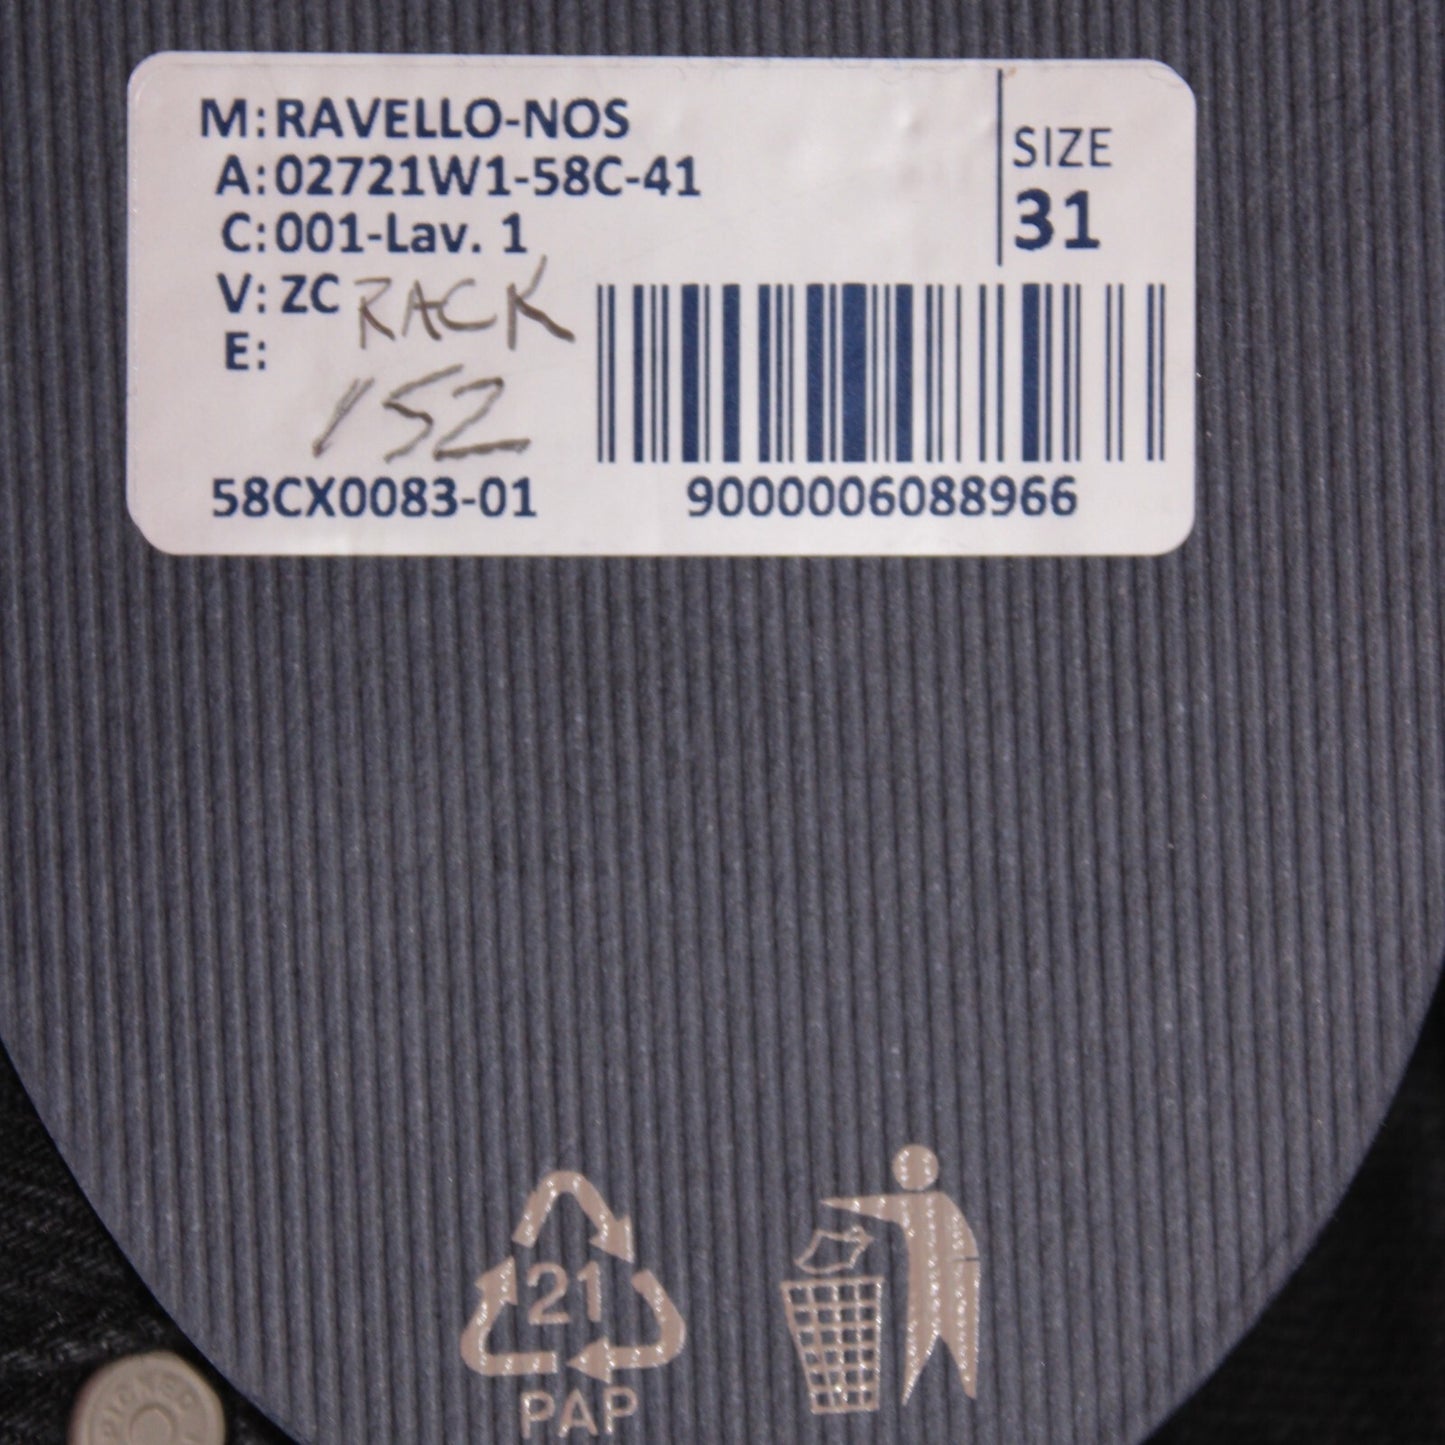 M: RAVELLO-NOS
A: 02721W1-58C-41
C: 001-Lav. 1
V: ZC RACK
E:
152
58CX0083-01
SIZE
31
9000006088966
21
PAP